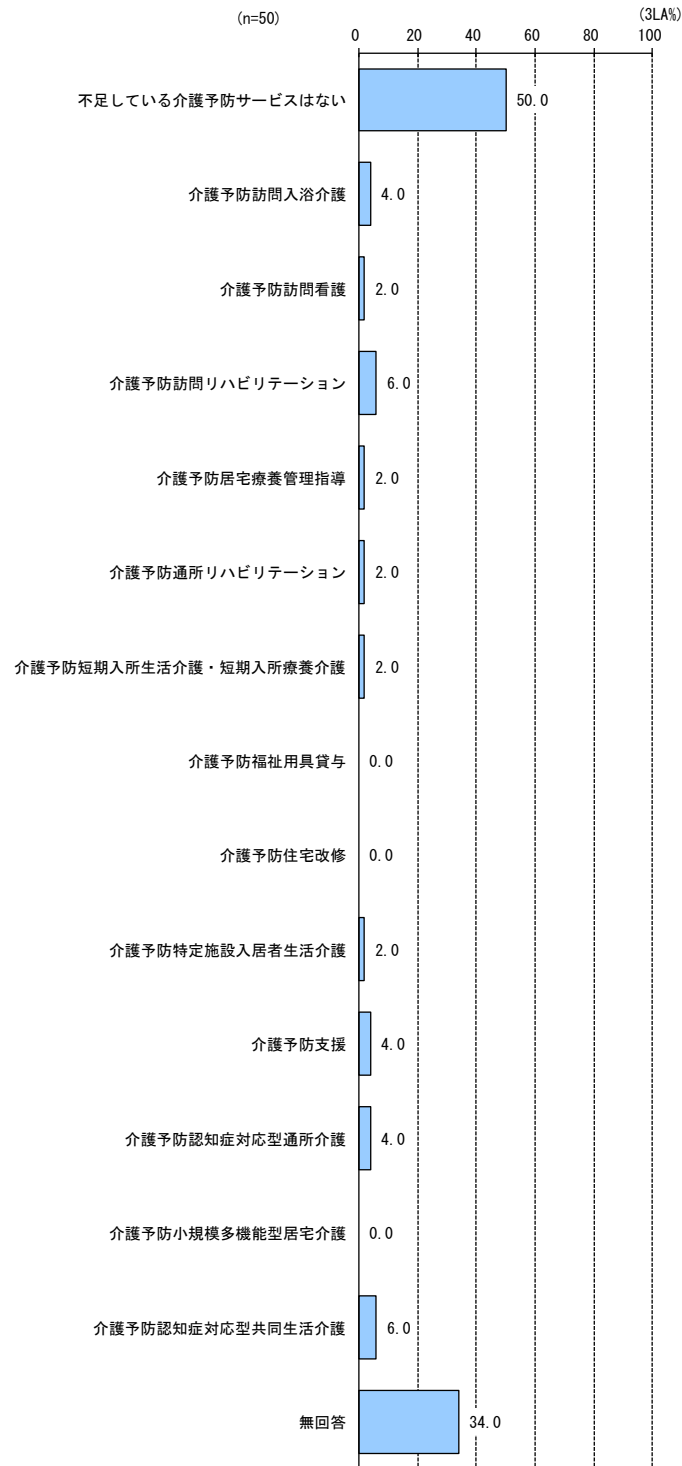 (n=50)
(3LA%)
0 20 40 60 80 100
不足している介護予防サービスはない 50.0
介護予防訪問入浴介護 4.0
介護予防訪問看護 2.0
介護予防訪問リハビリテーション 6.0
介護予防居宅療養管理指導 2.0
介護予防通所リハビリテーション 2.0
介護予防短期入所生活介護・短期入所療養介護 2.0
介護予防福祉用具貸与 0.0
介護予防住宅改修 0.0
介護予防特定施設入居者生活介護 2.0
介護予防支援 4.0
介護予防認知症対応型通所介護 4.0
介護予防小規模多機能型居宅介護 0.0
介護予防認知症対応型共同生活介護 6.0
無回答 34.0